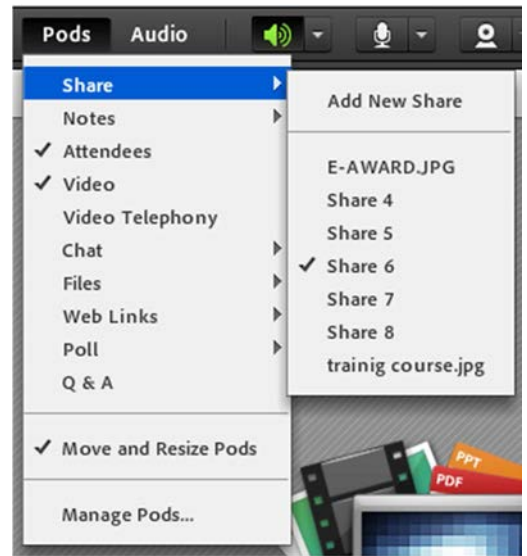 Pods Audio
Share
Notes
✓ Attendees
✓ Video
Video Telephony
Chat
Files
Web Links
Poll
Q & A
✓ Move and Resize Pods
Manage Pods...
Add New Share
E-AWARD.JPG
Share 4
Share 5
✓ Share 6
Share 7
Share 8
trainig course.jpg
PPT
PDF